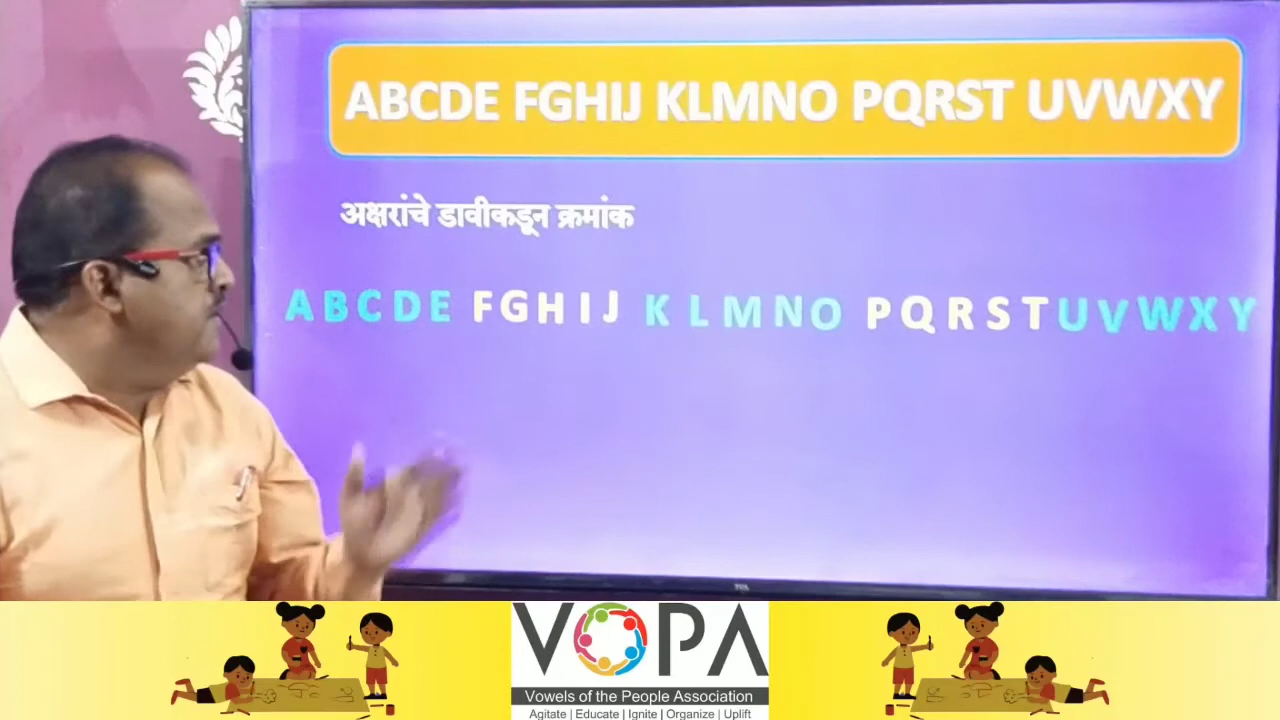 ABCDE FGHIJ KLMNO PQRST UVWXY
अक्षरांचे डावीकडून क्रमांक
A B C D E F G H I J K L M N O P Q R S T U V W X Y
TCL
VOPA
Vowels of the People Association
Agitate | Educate | Ignite | Organize | Uplift